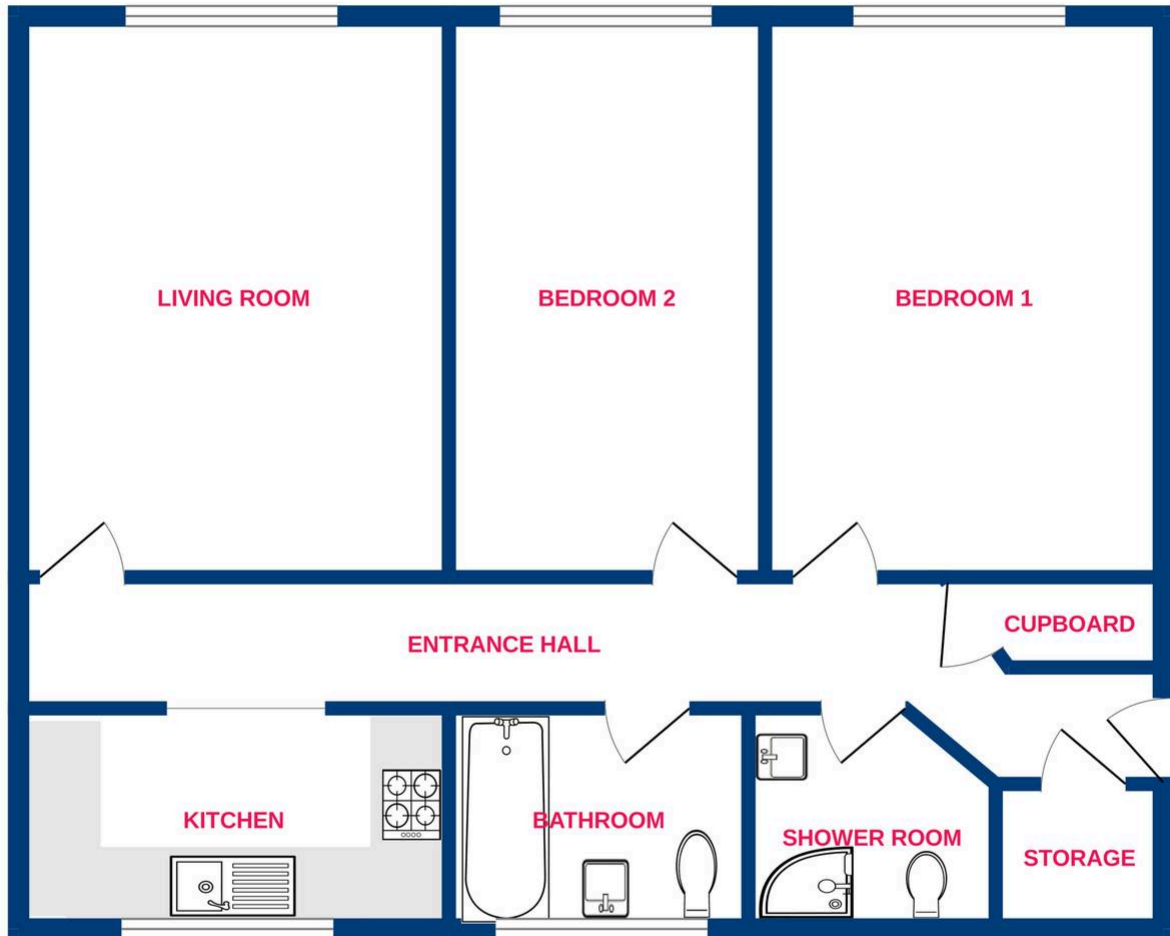 LIVING ROOM
BEDROOM 2
BEDROOM 1
CUPBOARD
ENTRANCE HALL
KITCHEN
BATHROOM
SHOWER ROOM
STORAGE